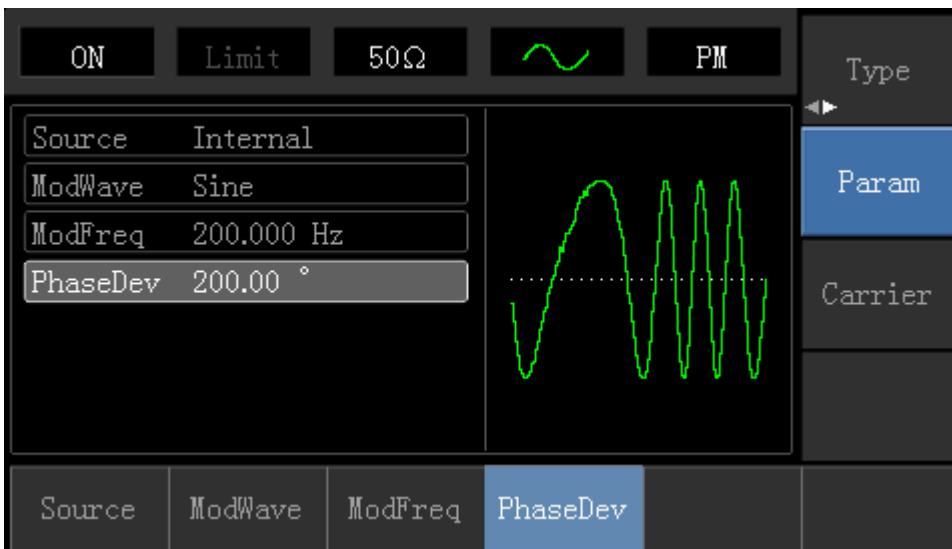 ON Limit 50Ω PM
Type
Source Internal
ModWave Sine
ModFreq 200.000 Hz
PhaseDev 200.00 °
Param
Carrier
Source ModWave ModFreq PhaseDev